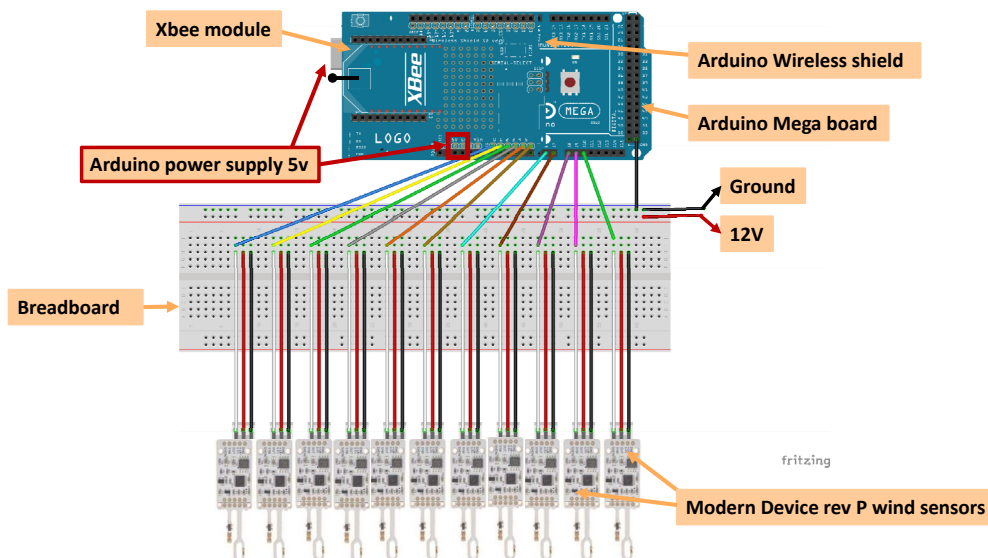 Xbee module
Arduino Wireless shield
XBee
MEGA
Arduino Mega board
LOGO
Arduino power supply 5v
Ground
12V
Breadboard
fritzing
Modern Device rev P wind sensors